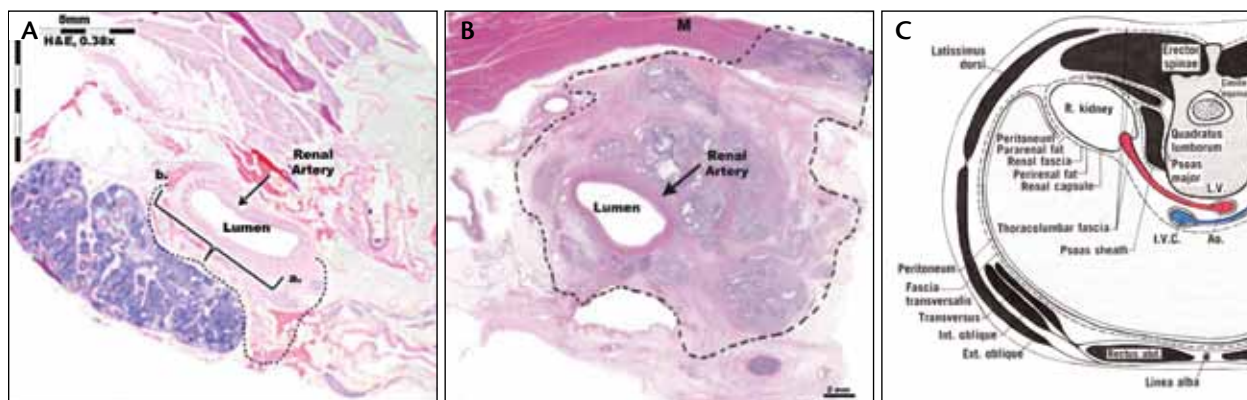 A
5mm
H&E, 0.38x
Renal
Artery
b.
Lumen
a.
B
M
Renal
Artery
Lumen
2 mm
C
Latissimus
dorsi
Erector
spinae
R. kidney
Peritoneum
Pararenal fat
Renal fascia
Perirenal fat
Renal capsule
Quadratus
lumborum
Psoas
major
L.V.
Thoracolumbar fascia
I.V.C.
Ao.
Psoas sheath
Peritoneum
Fascia
transversalis
Transversus
Int. oblique
Ext. oblique
Rectus abd.
Linea alba